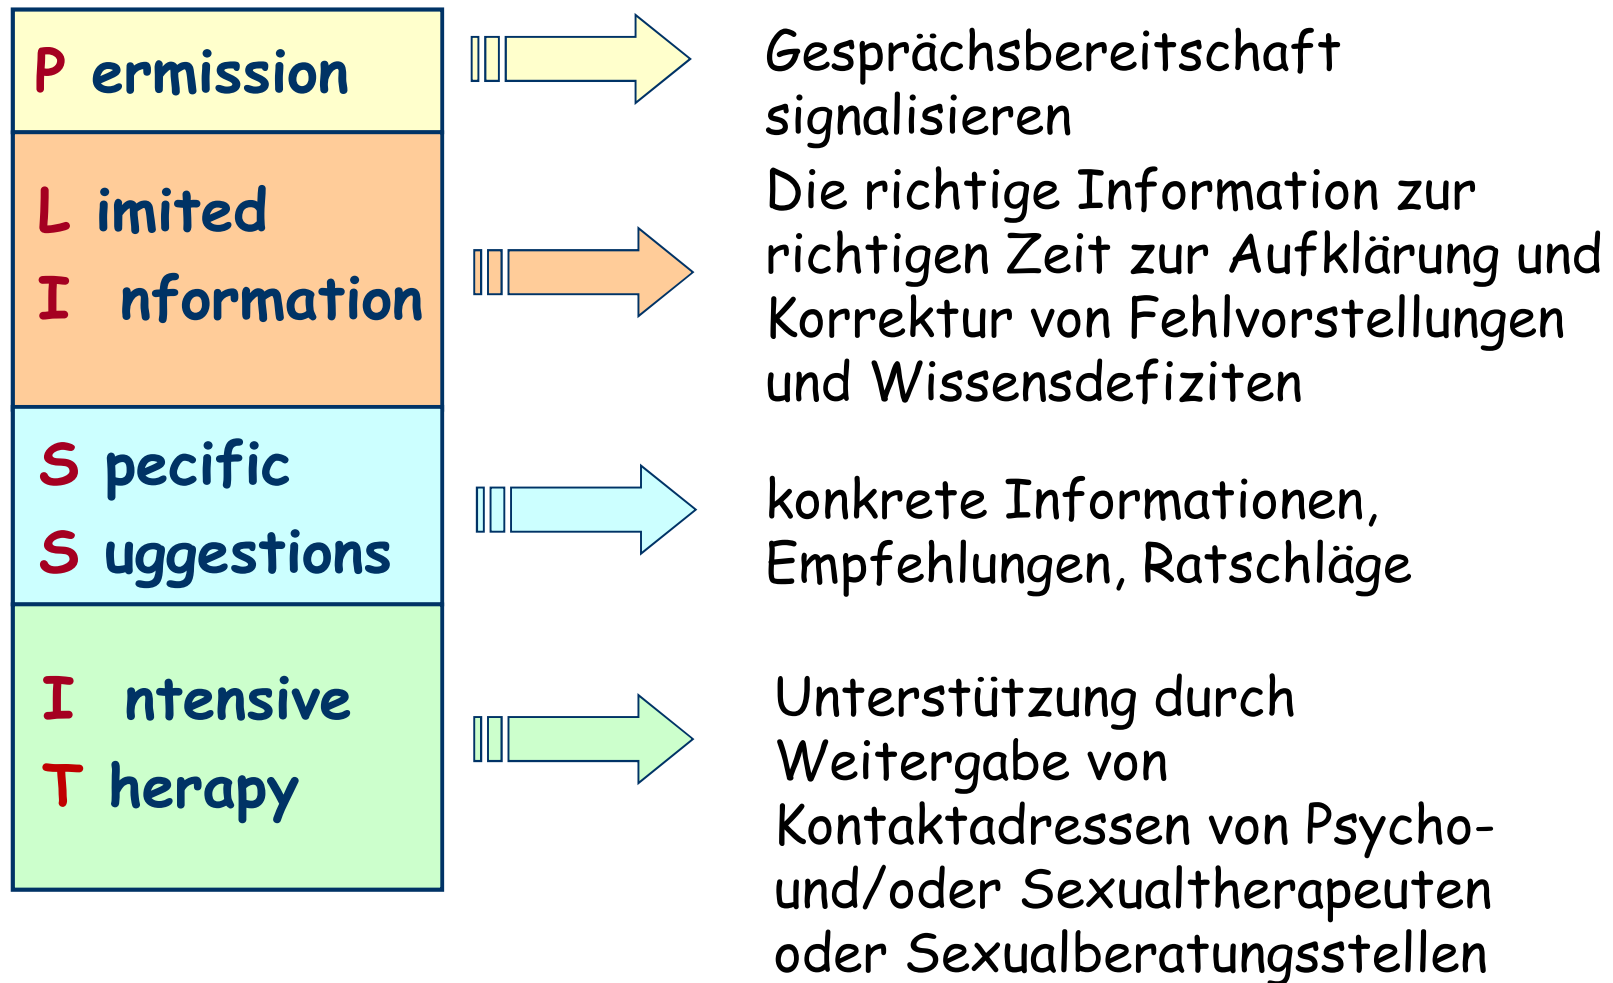 P ermission
Gesprächsbereitschaft
signalisieren
L imited
I nformation
Die richtige Information zur
richtigen Zeit zur Aufklärung und
Korrektur von Fehlvorstellungen
und Wissensdefiziten
S pecific
S uggestions
konkrete Informationen,
Empfehlungen, Ratschläge
I ntensive
T herapy
Unterstützung durch
Weitergabe von
Kontaktadressen von Psycho-
und/oder Sexualtherapeuten
oder Sexualberatungsstellen